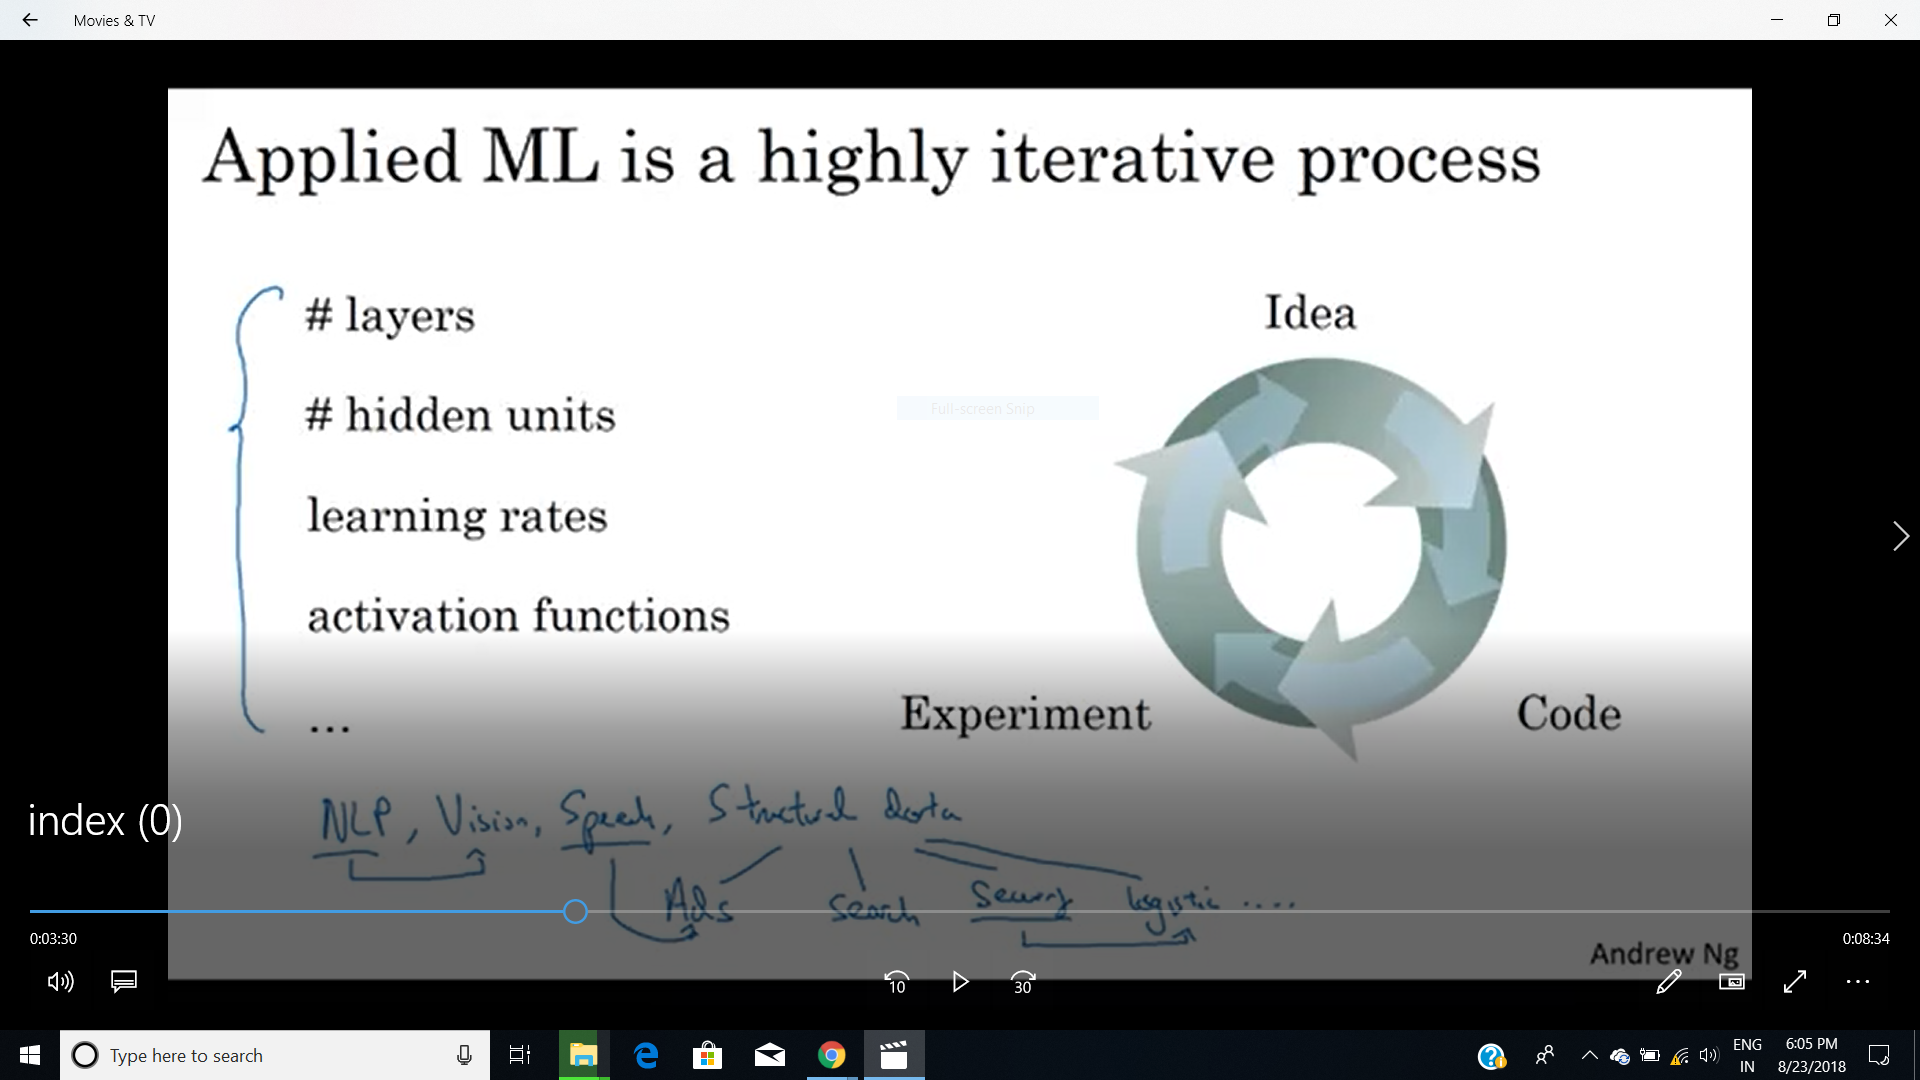 Movies & TV
Applied ML is a highly iterative process
# layers
# hidden units
learning rates
activation functions
...
Idea
Full-screen Snip
Experiment
Code
index (0)
NLP, Vision, Speech, Structural data
Ads Search Security logistic ....
0:03:30
0:08:34
Andrew Ng
10
30
Type here to search
ENG
IN
6:05 PM
8/23/2018